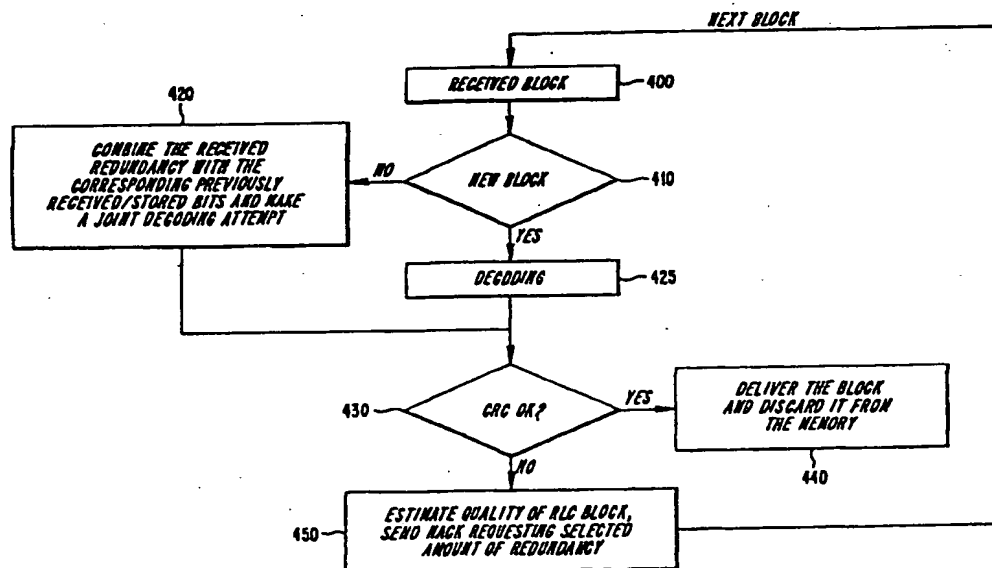 NEXT BLOCK
RECEIVED BLOCK
400
420
COMBINE THE RECEIVED
REDUNDANCY WITH THE
CORRESPONDING PREVIOUSLY
RECEIVED/STORED BITS AND MAKE
A JOINT DECODING ATTEMPT
NO
NEW BLOCK
410
YES
DECODING
425
430
CRC OK?
YES
DELIVER THE BLOCK
AND DISCARD IT FROM
THE MEMORY
440
NO
450
ESTIMATE QUALITY OF RLC BLOCK,
SEND NACK REQUESTING SELECTED
AMOUNT OF REDUNDANCY